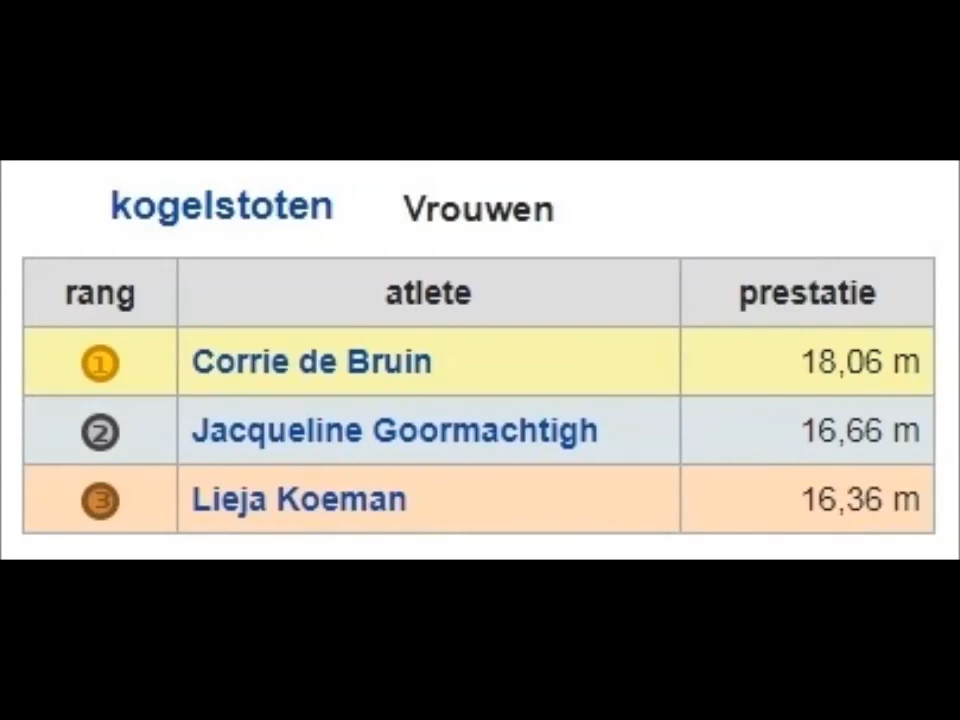 kogelstoten Vrouwen
rang atlete prestatie
1 Corrie de Bruin 18,06 m
2 Jacqueline Goormachtigh 16,66 m
3 Lieja Koeman 16,36 m